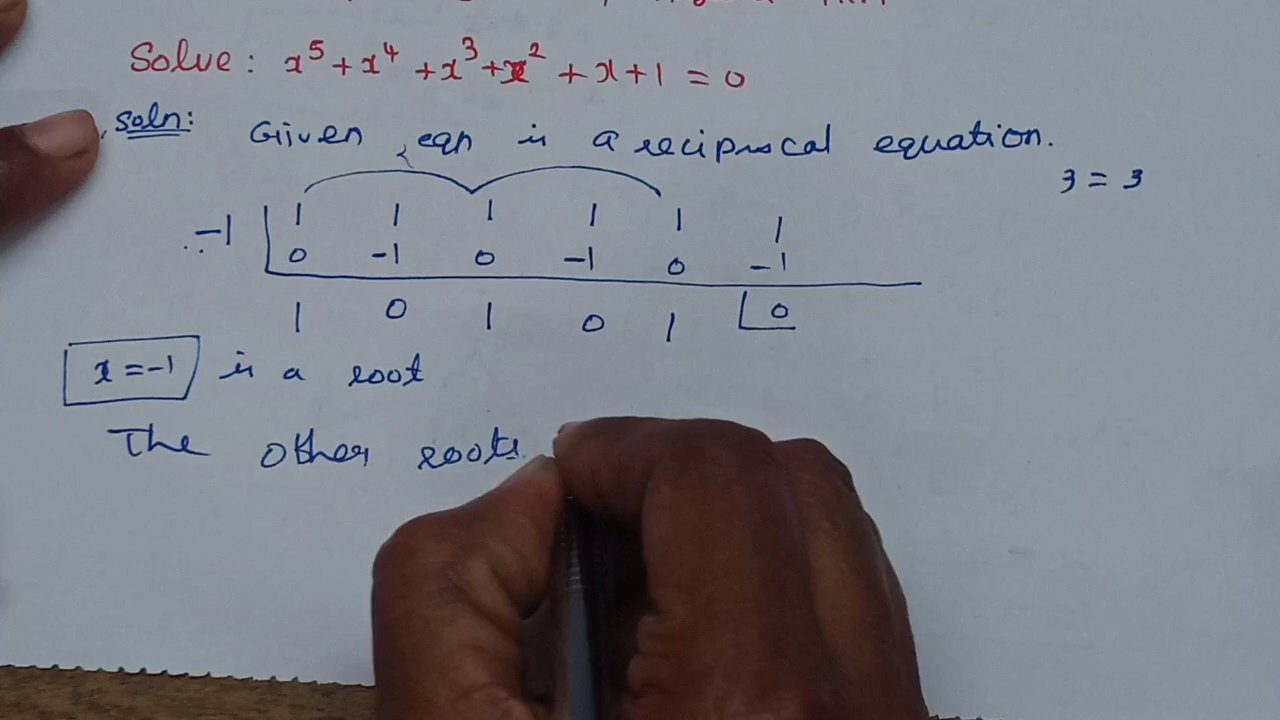 Solve: x⁵+x⁴+x³+x²+x+1=0
Soln: Given eqn is a reciprocal equation.
3=3
-1 | 1 1 1 1 1 1
0 -1 0 -1 0 -1
1 0 1 0 1 |0
x=-1 is a root
The other roots